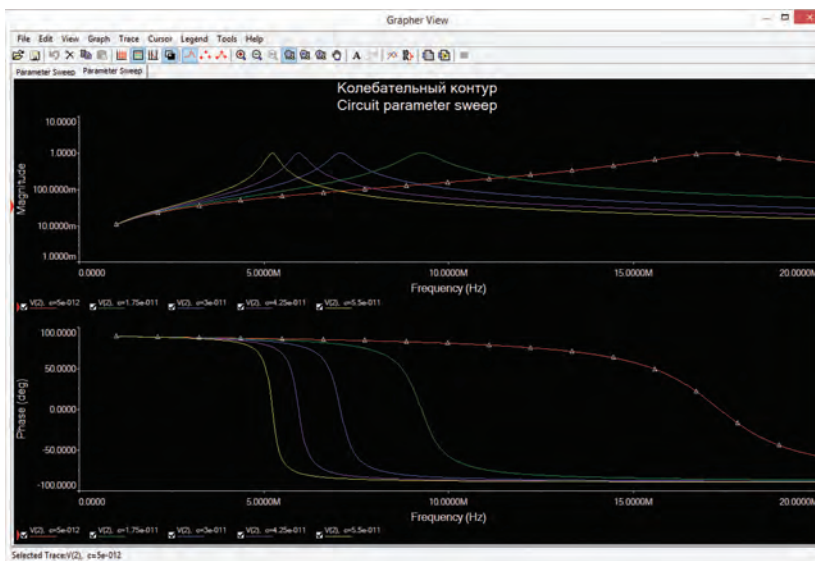 Grapher View
File Edit View Graph Trace Cursor Legend Tools Help
Parameter Sweep Parameter Sweep
Колебательный контур
Circuit parameter sweep
Magnitude
10.0000
1.0000
100.0000m
10.0000m
1.0000m
0.0000 5.0000M 10.0000M 15.0000M 20.0000M
Frequency (Hz)
V(2), c=5e-012 V(2), c=1.75e-011 V(2), c=3e-011 V(2), c=4.25e-011 V(2), c=5.5e-011
Phase (deg)
100.0000
50.0000
0.0000
-50.0000
-100.0000
0.0000 5.0000M 10.0000M 15.0000M 20.0000M
Frequency (Hz)
V(2), c=5e-012 V(2), c=1.75e-011 V(2), c=3e-011 V(2), c=4.25e-011 V(2), c=5.5e-011
Selected Trace:V(2), c=5e-012